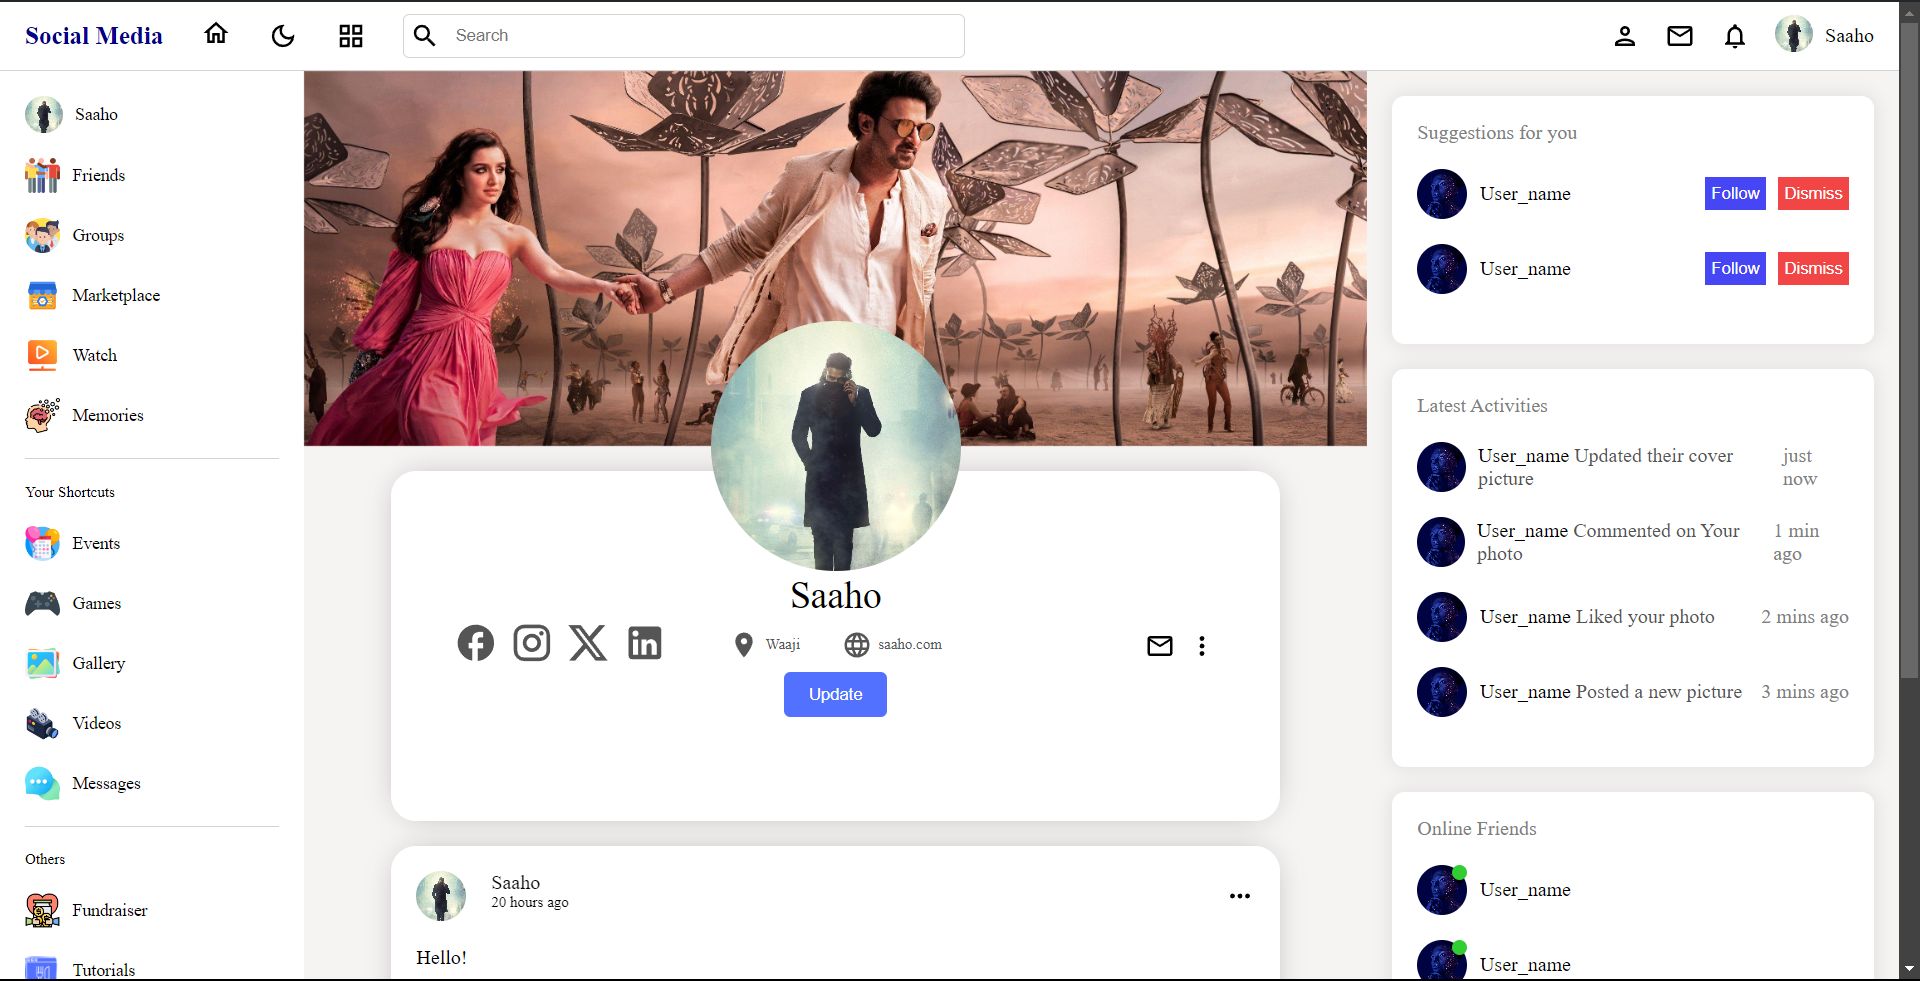 Social Media
Search
Saaho
Saaho
Friends
Groups
Marketplace
Watch
Memories
Your Shortcuts
Events
Games
Gallery
Videos
Messages
Others
Fundraiser
Tutorials
Saaho
Waaji
saaho.com
Update
Saaho
20 hours ago
Hello!
Suggestions for you
User_name Follow Dismiss
User_name Follow Dismiss
Latest Activities
User_name Updated their cover
picture
just
now
User_name Commented on Your
photo
1 min
ago
User_name Liked your photo 2 mins ago
User_name Posted a new picture 3 mins ago
Online Friends
User_name
User_name